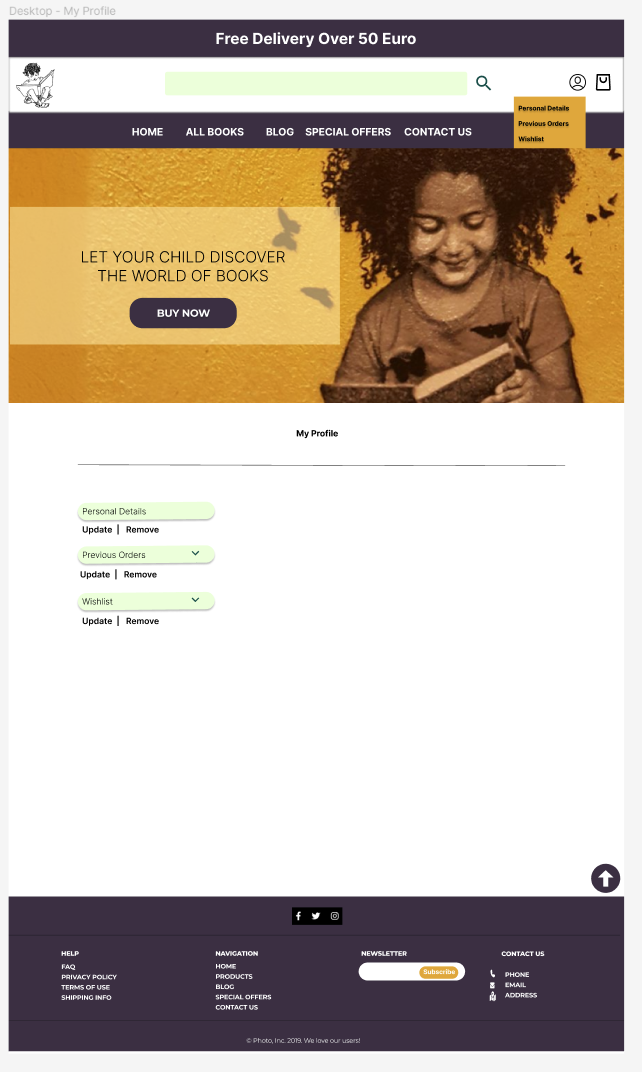 Desktop - My Profile
Free Delivery Over 50 Euro
Personal Details
Previous Orders
Wishlist
HOME ALL BOOKS BLOG SPECIAL OFFERS CONTACT US
LET YOUR CHILD DISCOVER
THE WORLD OF BOOKS
BUY NOW
My Profile
Personal Details
Update | Remove
Previous Orders
Update | Remove
Wishlist
Update | Remove
HELP
FAQ
PRIVACY POLICY
TERMS OF USE
SHIPPING INFO
NAVIGATION
HOME
PRODUCTS
BLOG
SPECIAL OFFERS
CONTACT US
NEWSLETTER
Subscribe
CONTACT US
PHONE
EMAIL
ADDRESS
© Photo, Inc. 2019. We love our users!